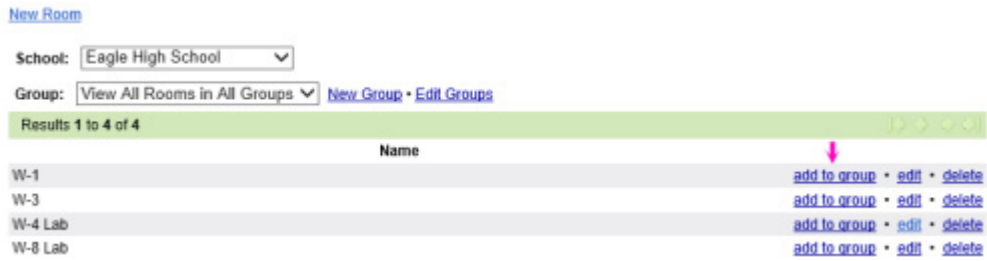 New Room
School: Eagle High School
Group: View All Rooms in All Groups New Group • Edit Groups
Results 1 to 4 of 4
Name
W-1 add to group • edit • delete
W-3 add to group • edit • delete
W-4 Lab add to group • edit • delete
W-8 Lab add to group • edit • delete